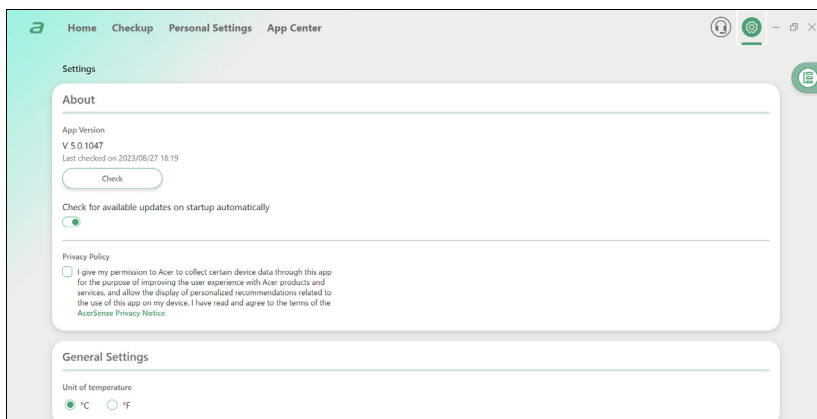 a Home Checkup Personal Settings App Center
Settings
About
App Version
V 5.0.1047
Last checked on 2023/08/27 18:19
Check
Check for available updates on startup automatically
Privacy Policy
I give my permission to Acer to collect certain device data through this app
for the purpose of improving the user experience with Acer products and
services, and allow the display of personalized recommendations related to
the use of this app on my device. I have read and agree to the terms of the
AcerSense Privacy Notice
General Settings
Unit of temperature
°C °F